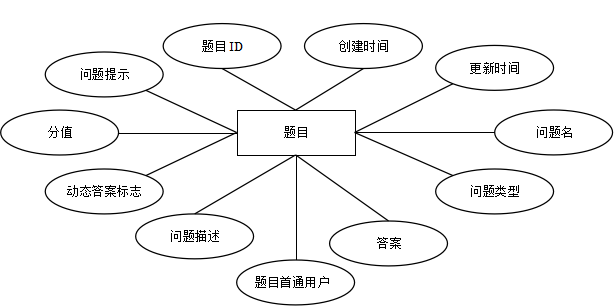 题目ID
创建时间
问题提示
更新时间
分值
题目
问题名
动态答案标志
问题类型
问题描述
答案
题目首通用户